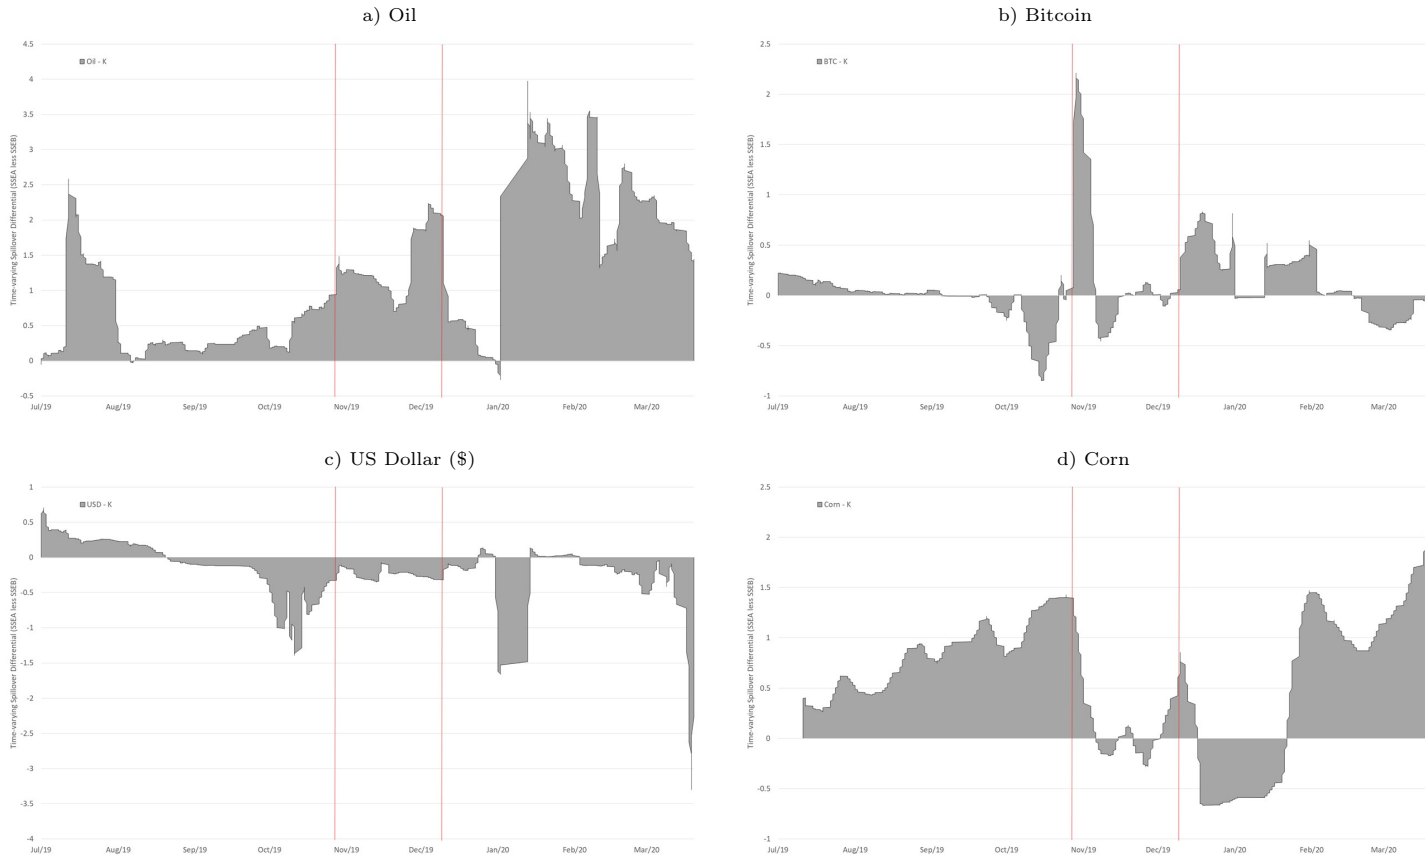 a) Oil
4.5
4
3.5
3
2.5
2
1.5
1
0.5
0
-0.5
Time-varying Spillover Differential (SSEA less SSEB)
Oil - K
Jul/19 Aug/19 Sep/19 Oct/19 Nov/19 Dec/19 Jan/20 Feb/20 Mar/20
b) Bitcoin
2.5
2
1.5
1
0.5
0
-0.5
-1
Time-varying Spillover Differential (SSEA less SSEB)
BTC - K
Jul/19 Aug/19 Sep/19 Oct/19 Nov/19 Dec/19 Jan/20 Feb/20 Mar/20
c) US Dollar ($)
1
0.5
0
-0.5
-1
-1.5
-2
-2.5
-3
-3.5
-4
Time-varying Spillover Differential (SSEA less SSEB)
USD - K
Jul/19 Aug/19 Sep/19 Oct/19 Nov/19 Dec/19 Jan/20 Feb/20 Mar/20
d) Corn
2.5
2
1.5
1
0.5
0
-0.5
-1
Time-varying Spillover Differential (SSEA less SSEB)
Corn - K
Jul/19 Aug/19 Sep/19 Oct/19 Nov/19 Dec/19 Jan/20 Feb/20 Mar/20